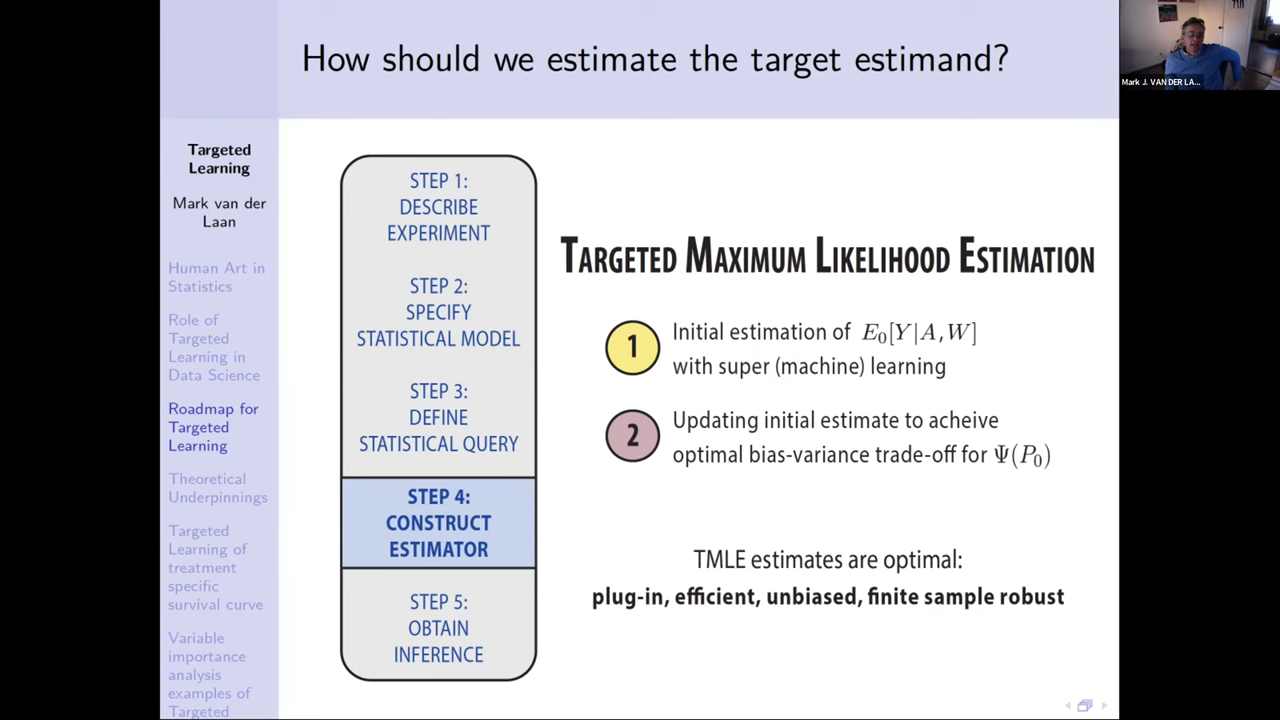 How should we estimate the target estimand?
Mark J. VAN DER LA...
Targeted
Learning
Mark van der
Laan
Human Art in
Statistics
Role of
Targeted
Learning in
Data Science
Roadmap for
Targeted
Learning
Theoretical
Underpinnings
Targeted
Learning of
treatment
specific
survival curve
Variable
importance
analysis
examples of
Targeted
STEP 1:
DESCRIBE
EXPERIMENT
STEP 2:
SPECIFY
STATISTICAL MODEL
STEP 3:
DEFINE
STATISTICAL QUERY
STEP 4:
CONSTRUCT
ESTIMATOR
STEP 5:
OBTAIN
INFERENCE
TARGETED MAXIMUM LIKELIHOOD ESTIMATION
1
Initial estimation of E₀[Y|A, W]
with super (machine) learning
2
Updating initial estimate to acheive
optimal bias-variance trade-off for Ψ(P₀)
TMLE estimates are optimal:
plug-in, efficient, unbiased, finite sample robust